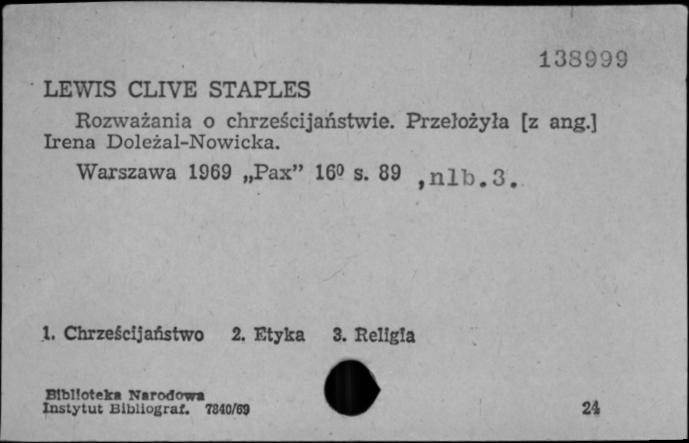 138999
LEWIS CLIVE STAPLES
Rozważania o chrześcijaństwie. Przełożyła [z ang.]
Irena Doleżal-Nowicka.
Warszawa 1969 „Pax” 16º s. 89 ,nlb.3.
1. Chrześcijaństwo 2. Etyka 3. Religia
Biblioteka Narodowa
Instytut Bibliograf. 7840/69
24